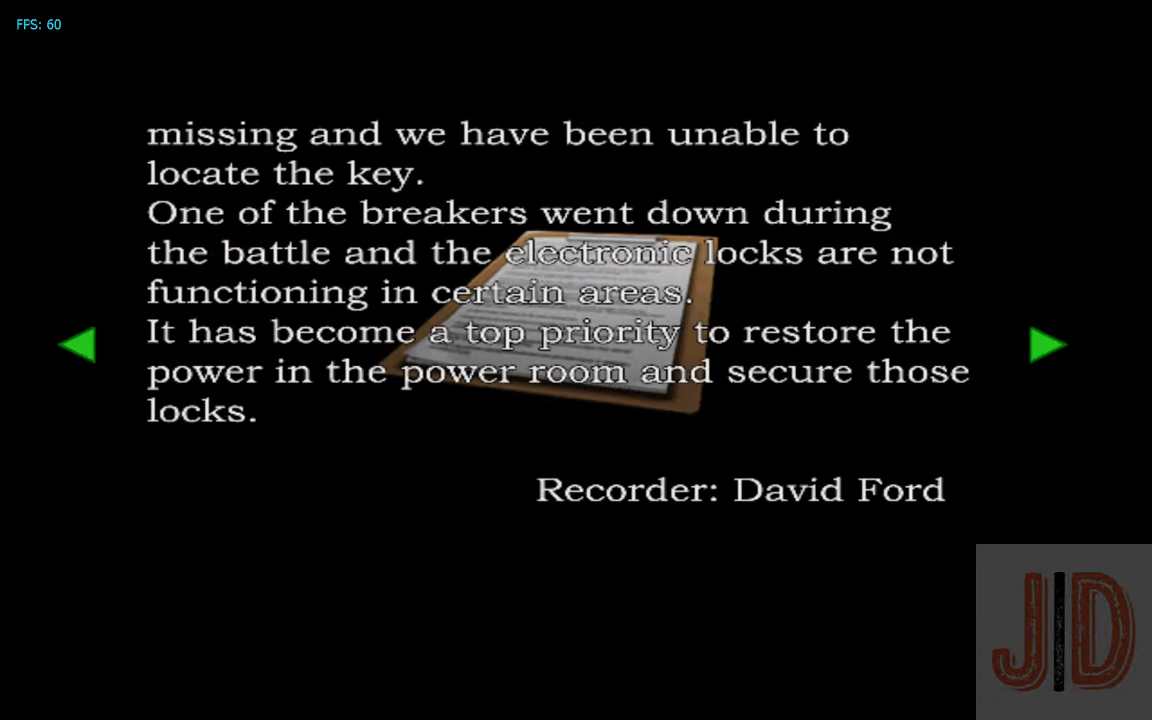 FPS: 60
missing and we have been unable to
locate the key.
One of the breakers went down during
the battle and the electronic locks are not
functioning in certain areas.
It has become a top priority to restore the
power in the power room and secure those
locks.
Recorder: David Ford
J|D